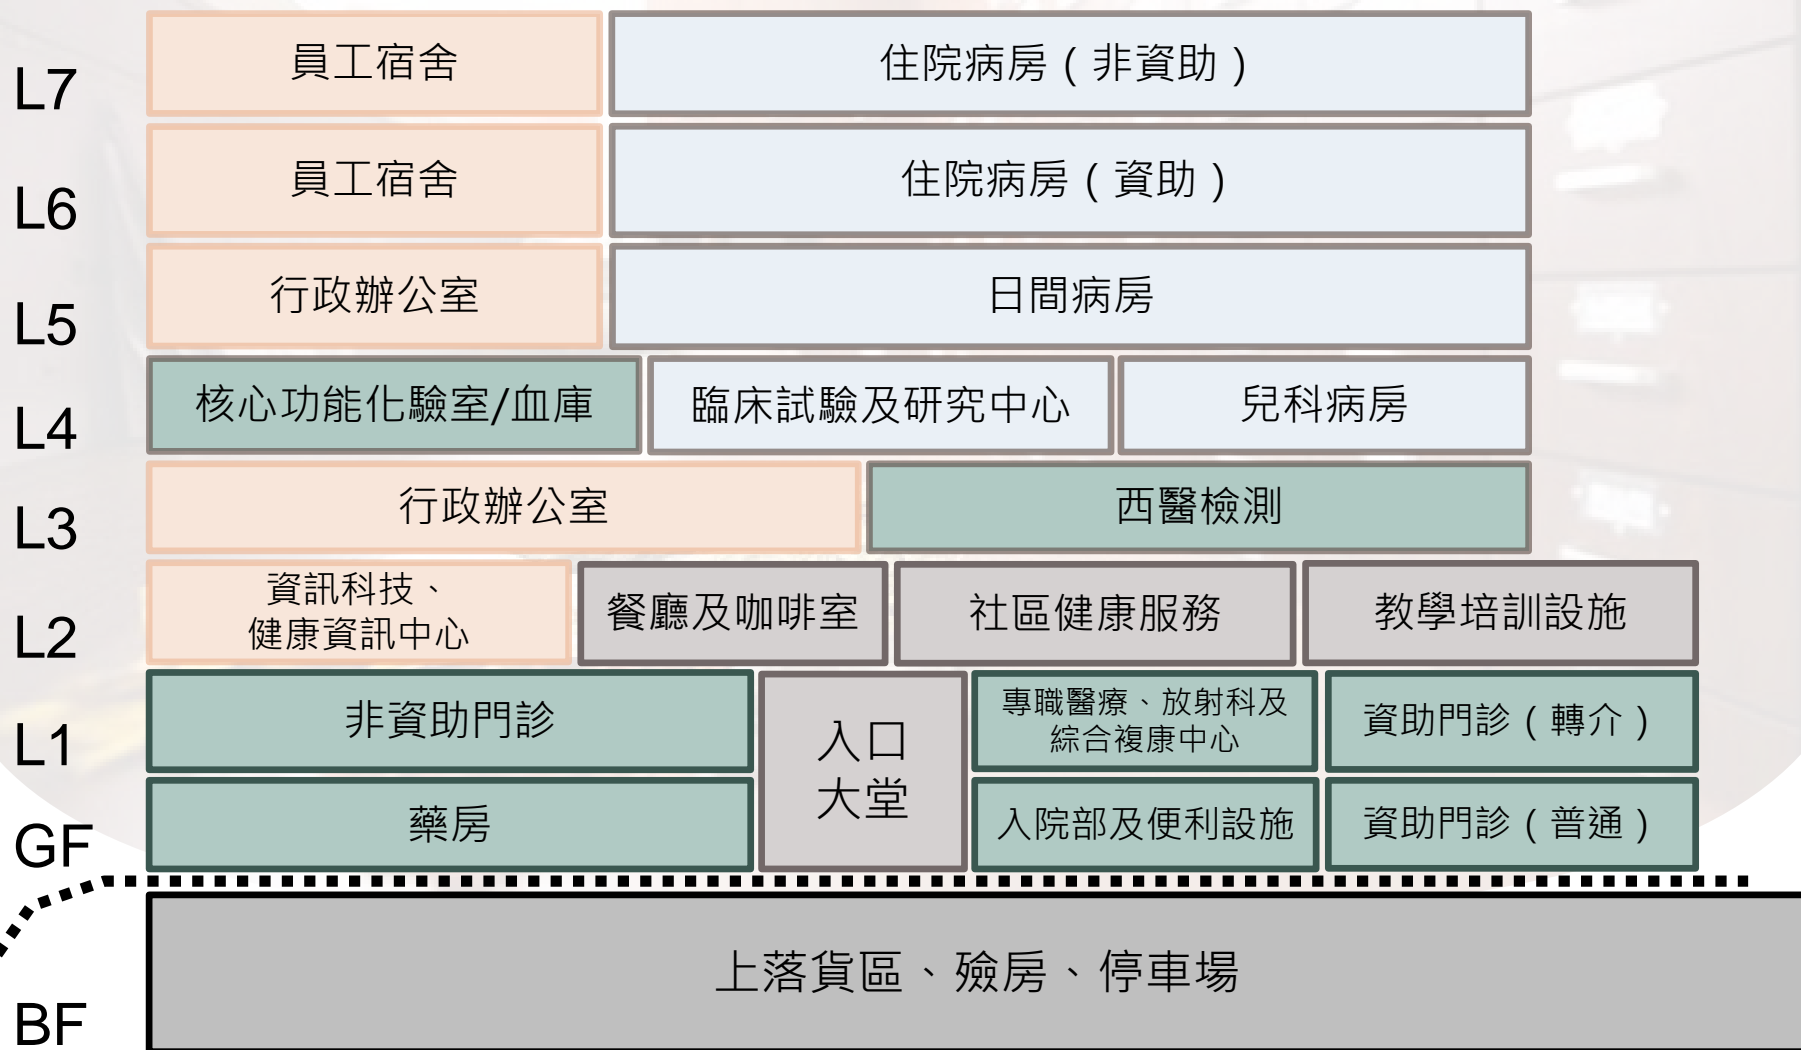 L7
員工宿舍
住院病房（非資助）
L6
員工宿舍
住院病房（資助）
L5
行政辦公室
日間病房
L4
核心功能化驗室/血庫
臨床試驗及研究中心
兒科病房
L3
行政辦公室
西醫檢測
L2
資訊科技、
健康資訊中心
餐廳及咖啡室
社區健康服務
教學培訓設施
L1
非資助門診
入口
大堂
專職醫療、放射科及
綜合複康中心
資助門診（轉介）
GF
藥房
入院部及便利設施
資助門診（普通）
BF
上落貨區、殮房、停車場